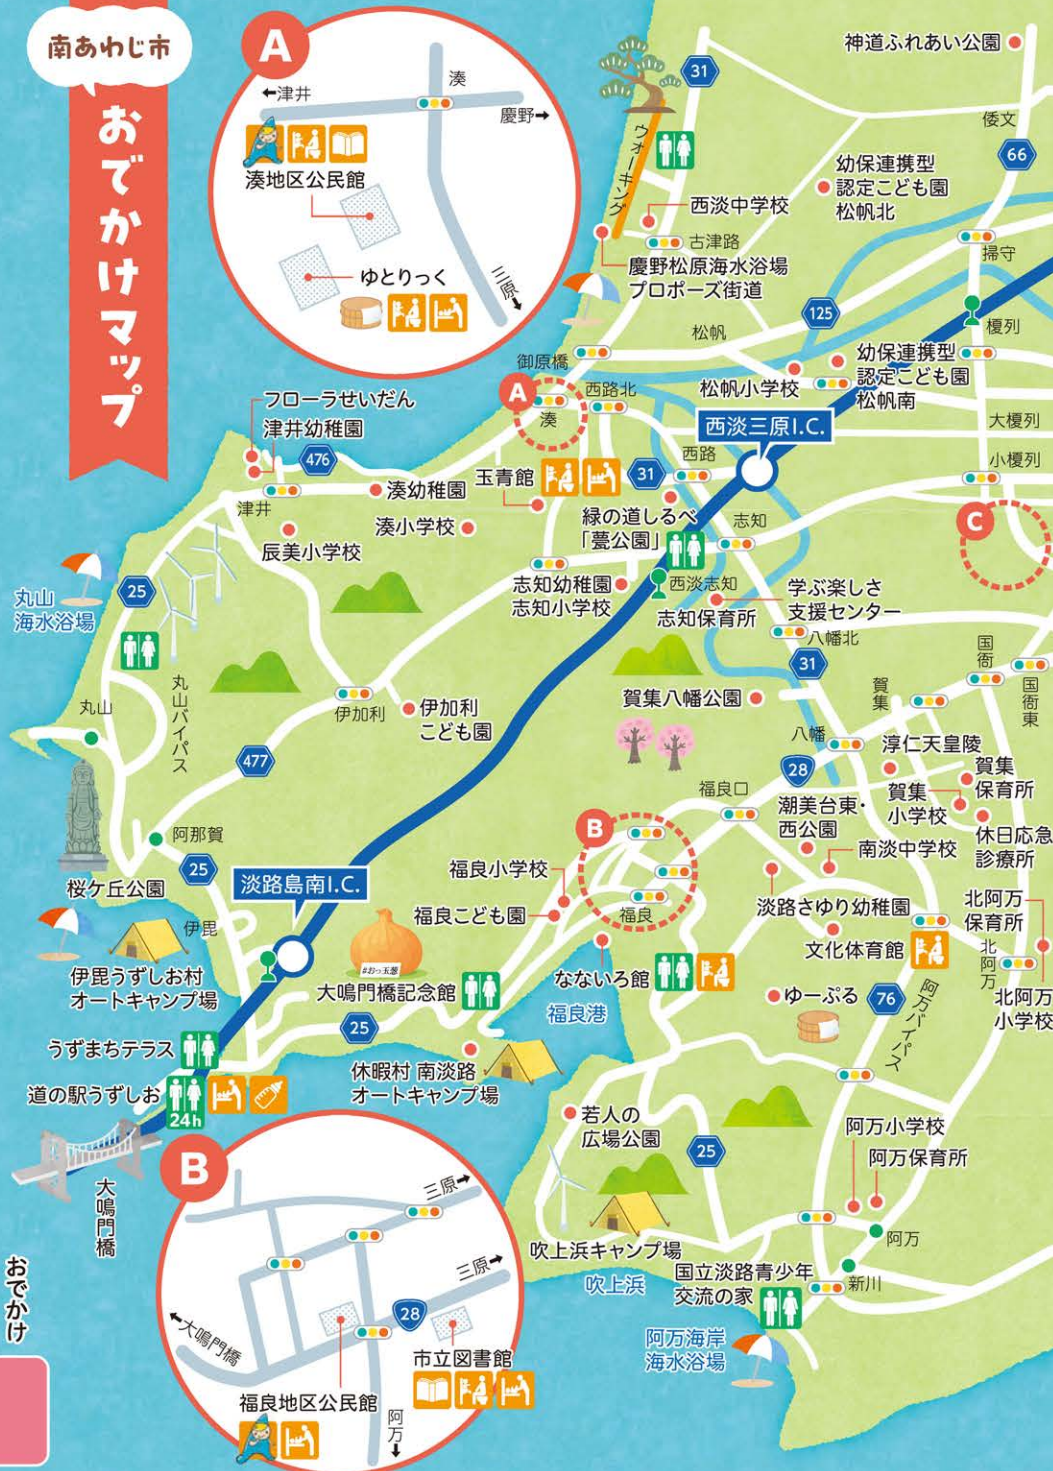 南あわじ市
おでかけマップ
A
湊
←津井
慶野→
湊地区公民館
ゆとりっく
三原→
31
神道ふれあい公園
倭文
66
ウオーキング
幼保連携型
認定こども園
松帆北
西淡中学校
古津路
掃守
慶野松原海水浴場
プロポーズ街道
125
松帆
榎列
御原橋
幼保連携型
認定こども園
松帆南
松帆小学校
A
湊
西路北
大榎列
西淡三原I.C.
フローラせいだん
津井幼稚園
476
湊幼稚園
玉青館
31
西路
小榎列
津井
湊小学校
緑の道しるべ
「甍公園」
志知
C
辰美小学校
丸山
海水浴場
25
志知幼稚園
志知小学校
西淡志知
志知保育所
学ぶ楽しさ
支援センター
八幡北
31
国衙
国衙東
丸山
丸山バイパス
伊加利
伊加利
こども園
賀集八幡公園
賀集
八幡
淳仁天皇陵
賀集
保育所
477
28
福良口
賀集
小学校
潮美台東・
西公園
休日応急
診療所
阿那賀
B
福良
南淡中学校
25
桜ケ丘公園
淡路島南I.C.
福良小学校
福良こども園
淡路さゆり幼稚園
北阿万
保育所
伊毘
文化体育館
北阿万
伊毘うずしお村
オートキャンプ場
#おっ玉葱
大鳴門橋記念館
なないろ館
ゆーぷる
76
阿万バイパス
北阿万
小学校
福良港
25
うずまちテラス
休暇村 南淡路
オートキャンプ場
道の駅うずしお
24h
若人の
広場公園
25
阿万小学校
阿万保育所
大鳴門橋
B
三原→
三原→
28
←大鳴門橋
市立図書館
福良地区公民館
阿万→
吹上浜キャンプ場
吹上浜
阿万
国立淡路青少年
交流の家
新川
阿万海岸
海水浴場
おでかけ